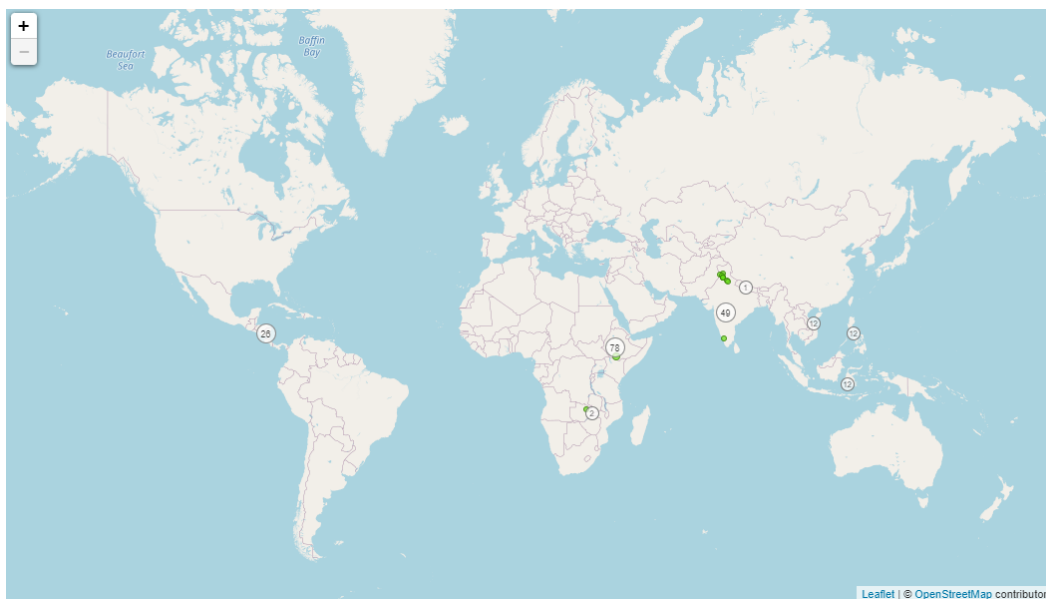 +
−
Beaufort
Sea
Baffin
Bay
1
49
26
12
12
78
12
2
Leaflet | © OpenStreetMap contributor